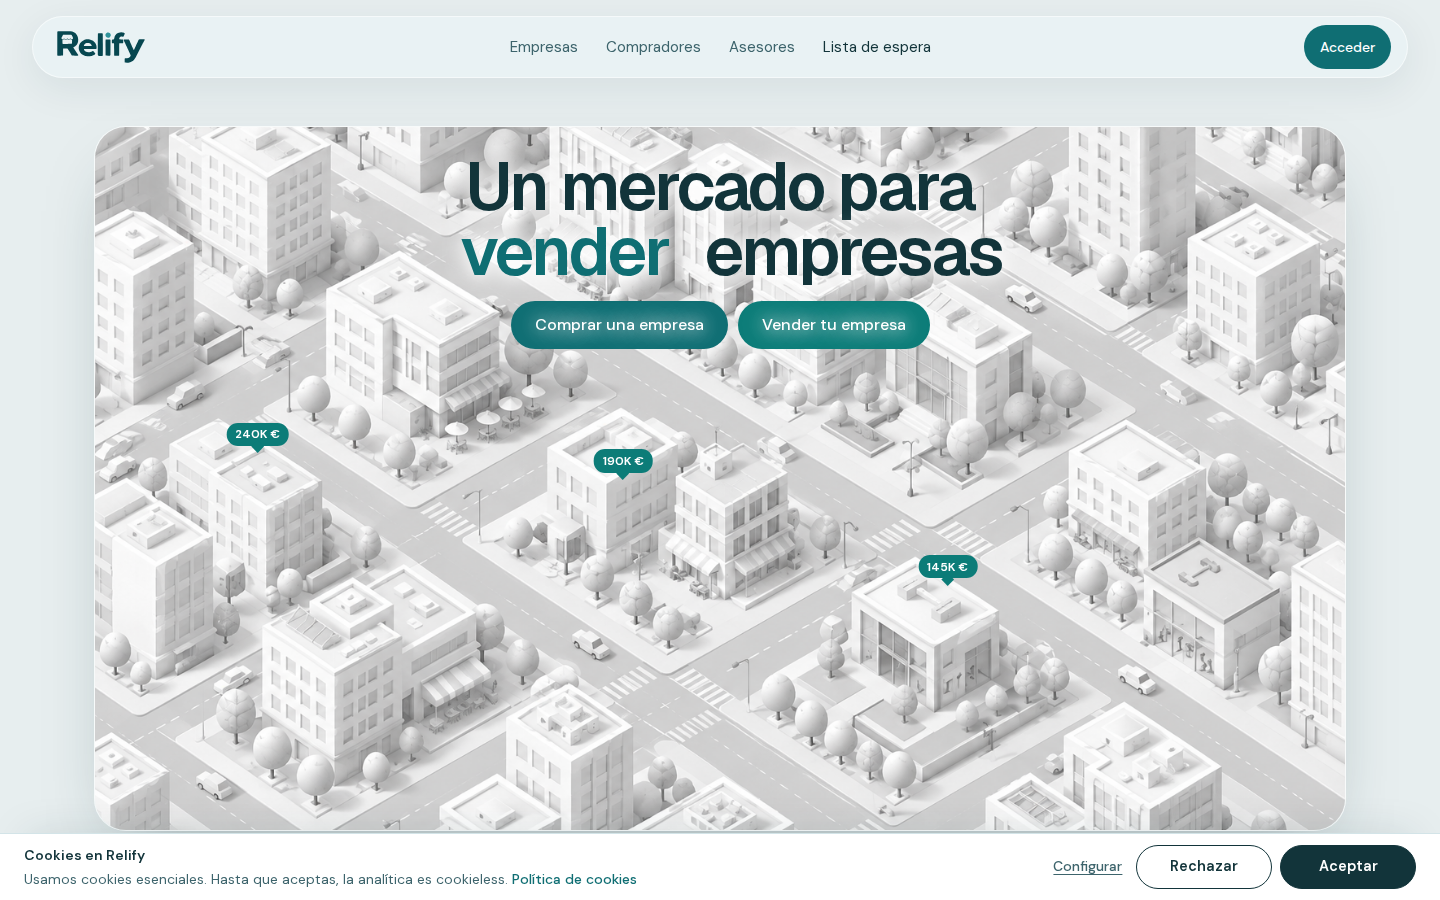 Relify
Empresas
Compradores
Asesores
Lista de espera
Acceder
Un mercado para
vender empresas
Comprar una empresa
Vender tu empresa
240K €
190K €
145K €
Cookies en Relify
Usamos cookies esenciales. Hasta que aceptas, la analítica es cookieless. Política de cookies
Configurar
Rechazar
Aceptar